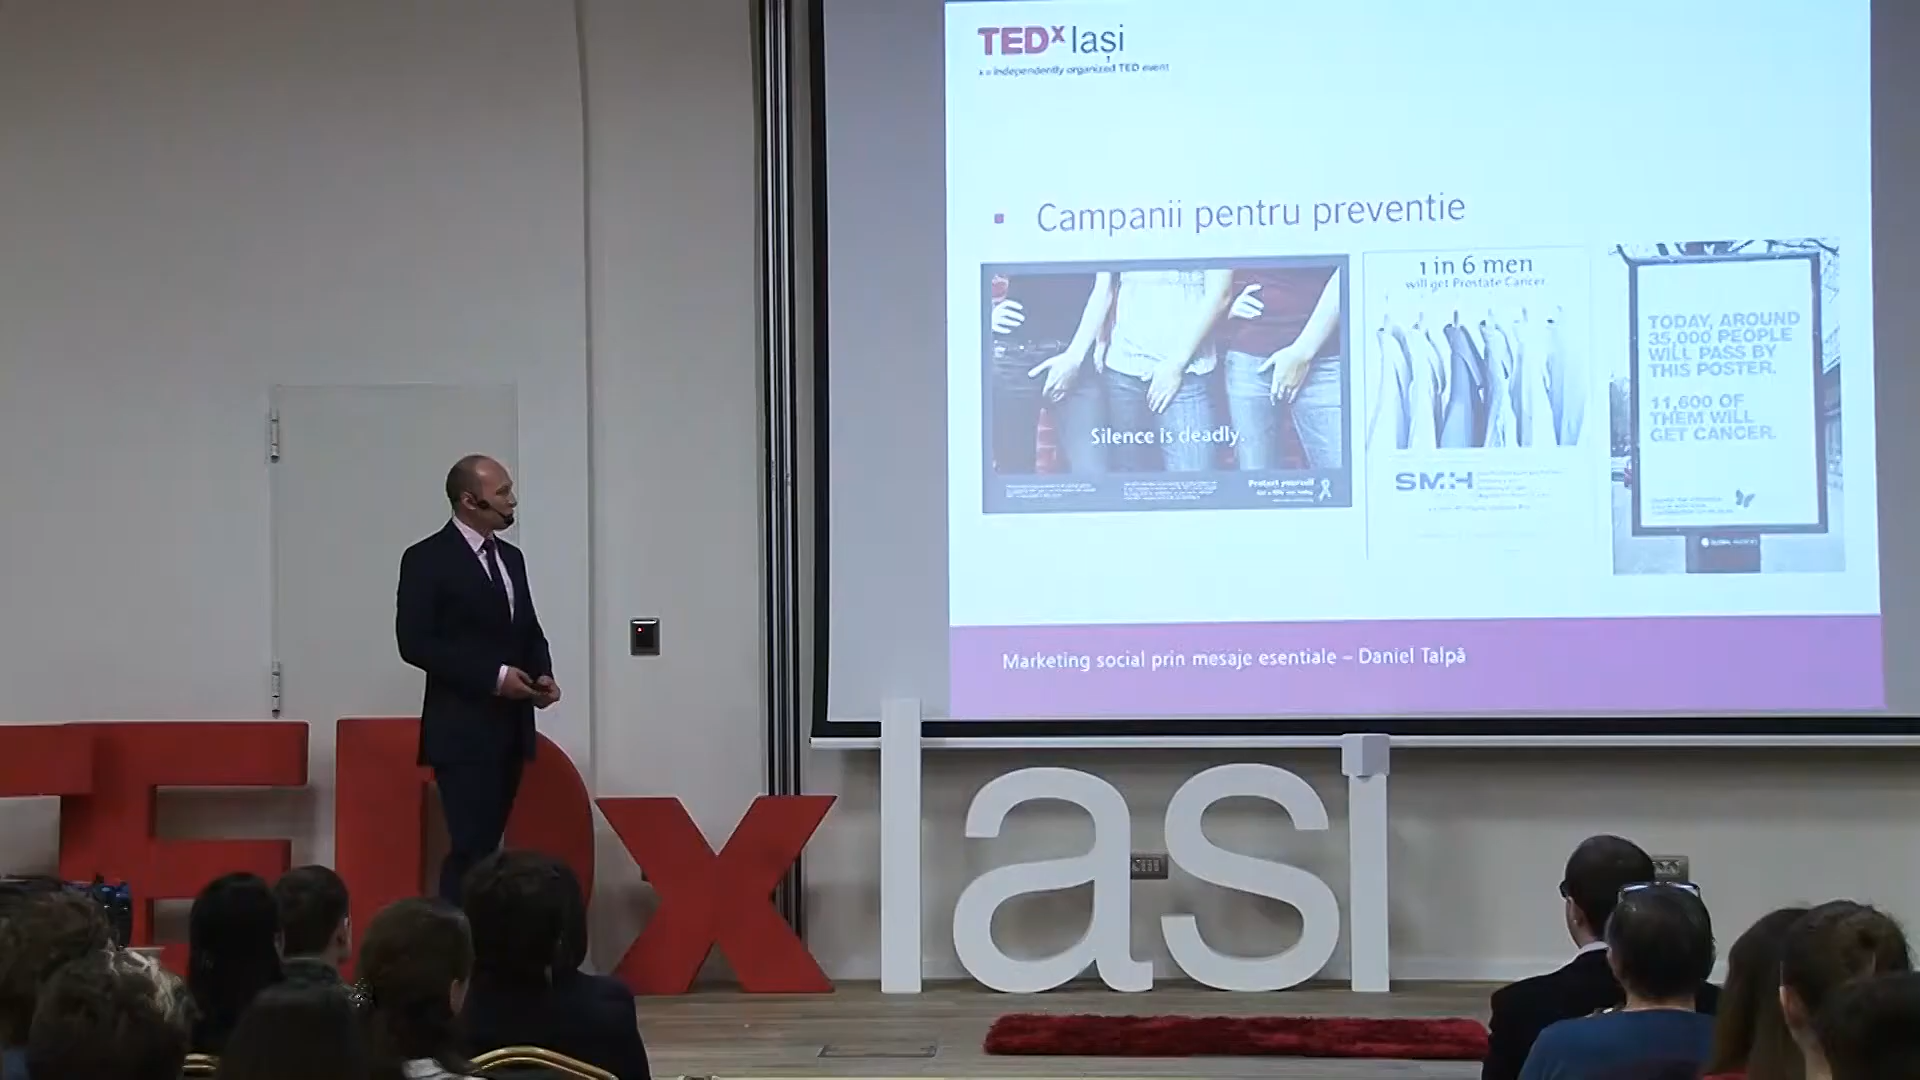 TEDx Iași
x = independently organized TED event
Campanii pentru preventie
Silence is deadly.
Protect yourself
1 in 6 men
will get Prostate Cancer
SMH
TODAY, AROUND
35,000 PEOPLE
WILL PASS BY
THIS POSTER.
11,600 OF
THEM WILL
GET CANCER.
Marketing social prin mesaje esentiale – Daniel Talpă
TEDx Iasi